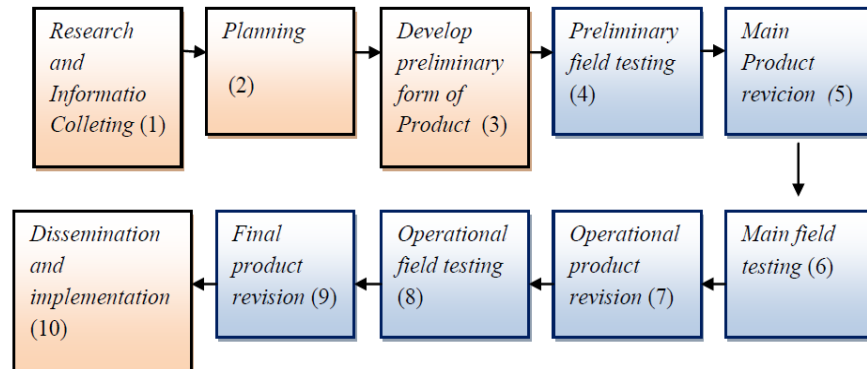 Research
and
Informatio
Colleting (1)
Planning
(2)
Develop
preliminary
form of
Product (3)
Preliminary
field testing
(4)
Main
Product
revicion (5)
Main field
testing (6)
Operational
product
revision (7)
Operational
field testing
(8)
Final
product
revision (9)
Dissemination
and
implementation
(10)